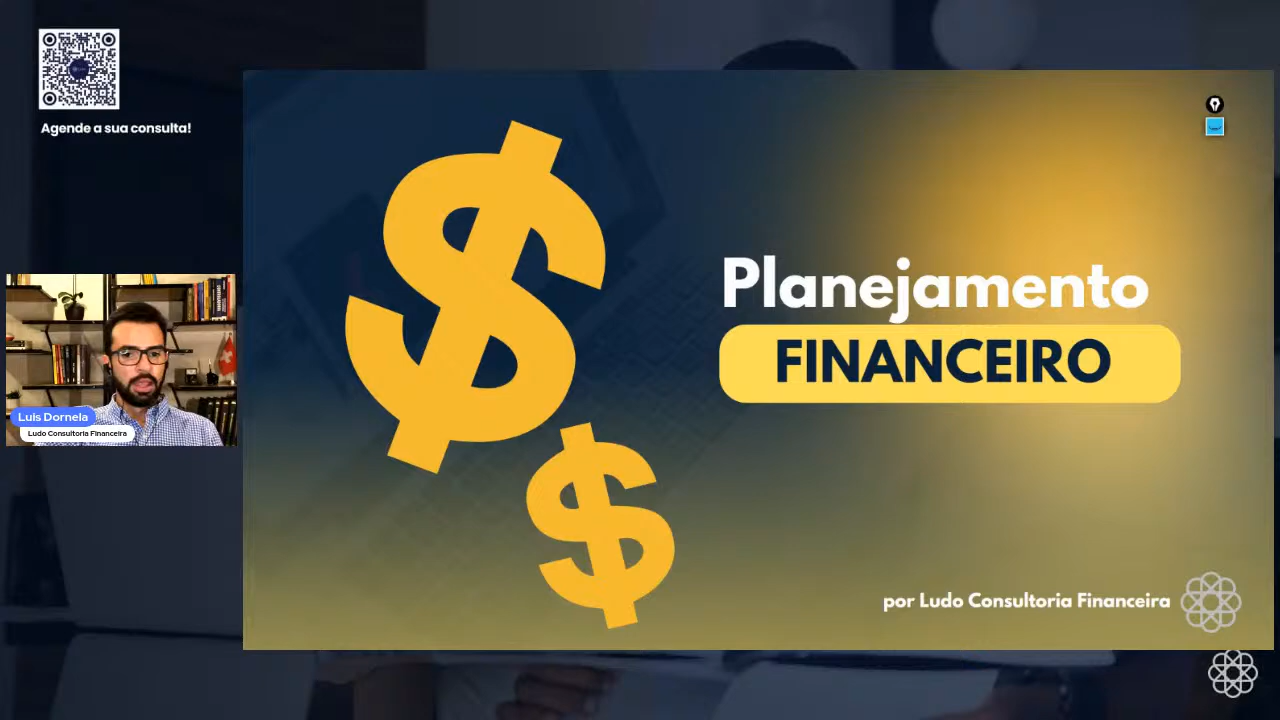 Agende a sua consulta!
Planejamento
FINANCEIRO
Luis Dornela
Ludo Consultoria Financeira
por Ludo Consultoria Financeira